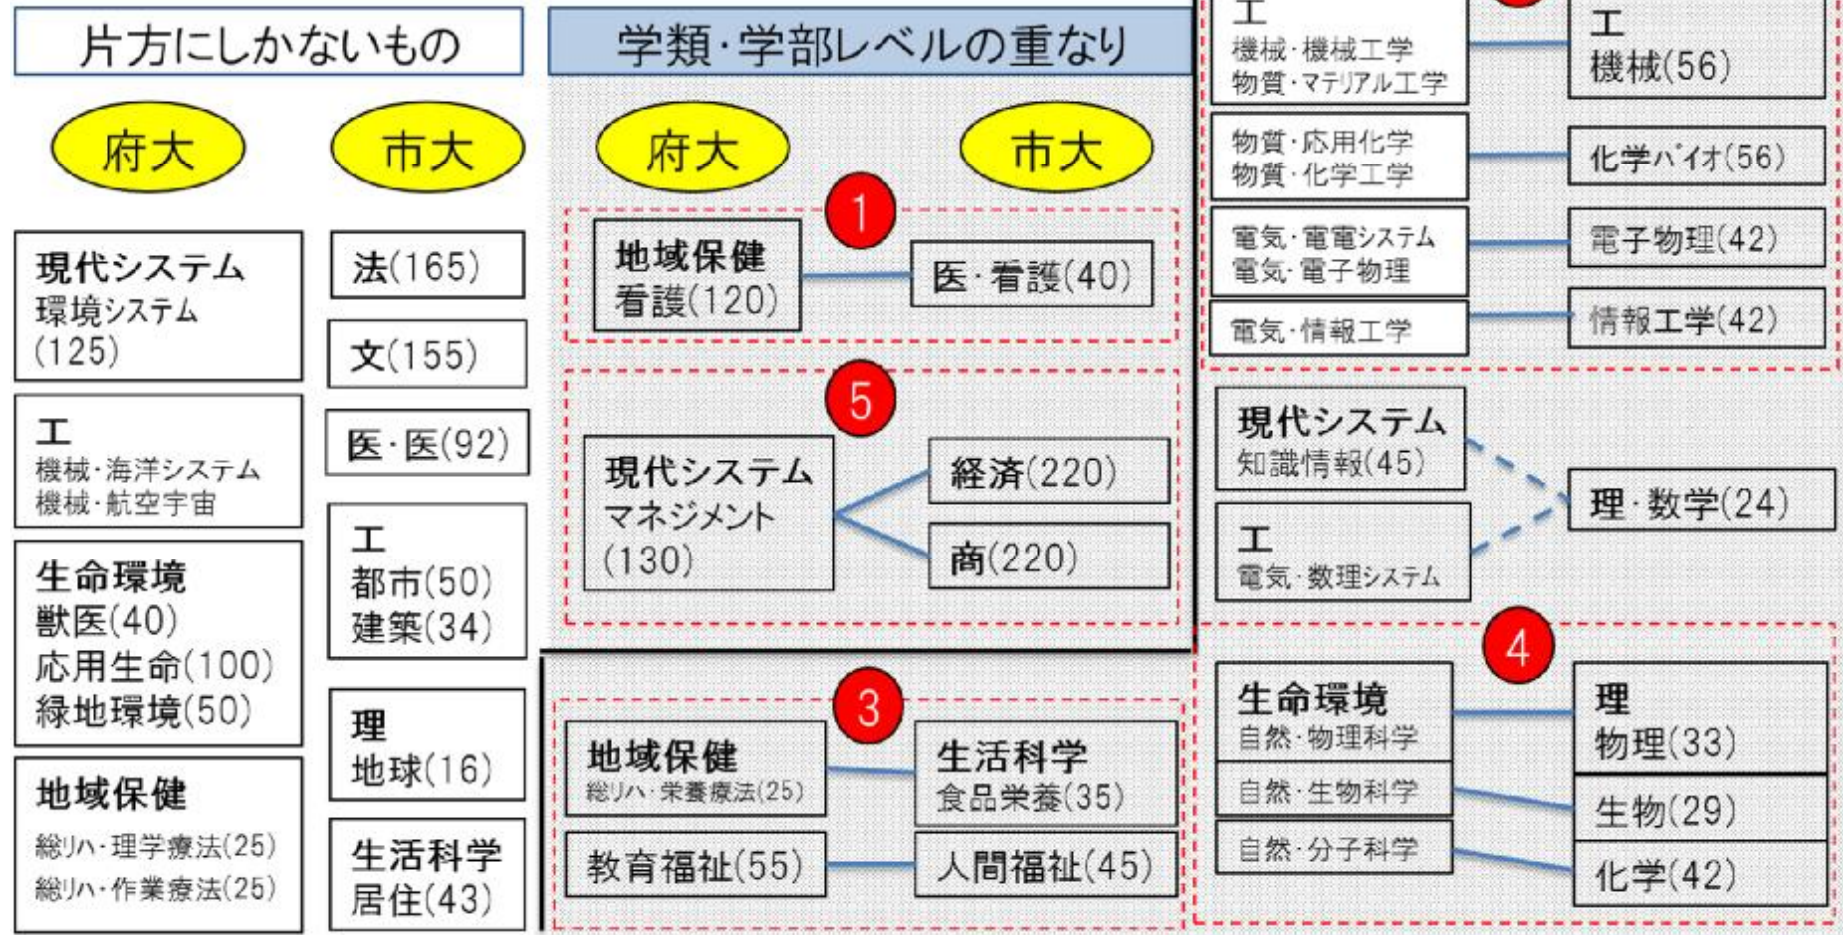 片方にしかないもの
府大
市大
現代システム
環境システム
(125)
工
機械・海洋システム
機械・航空宇宙
生命環境
獣医(40)
応用生命(100)
緑地環境(50)
地域保健
総リハ・理学療法(25)
総リハ・作業療法(25)
法(165)
文(155)
医・医(92)
工
都市(50)
建築(34)
理
地球(16)
生活科学
居住(43)
学類・学部レベルの重なり
府大
市大
1
地域保健
看護(120)
医・看護(40)
5
現代システム
マネジメント
(130)
経済(220)
商(220)
3
地域保健
総リハ・栄養療法(25)
生活科学
食品栄養(35)
教育福祉(55)
人間福祉(45)
工
機械・機械工学
物質・マテリアル工学
工
機械(56)
物質・応用化学
物質・化学工学
化学バイオ(56)
電気・電電システム
電気・電子物理
電子物理(42)
電気・情報工学
情報工学(42)
現代システム
知識情報(45)
工
電気・数理システム
理・数学(24)
4
生命環境
自然・物理科学
理
物理(33)
自然・生物科学
生物(29)
自然・分子科学
化学(42)